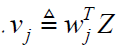 . v_j ≜ w_j^T Z